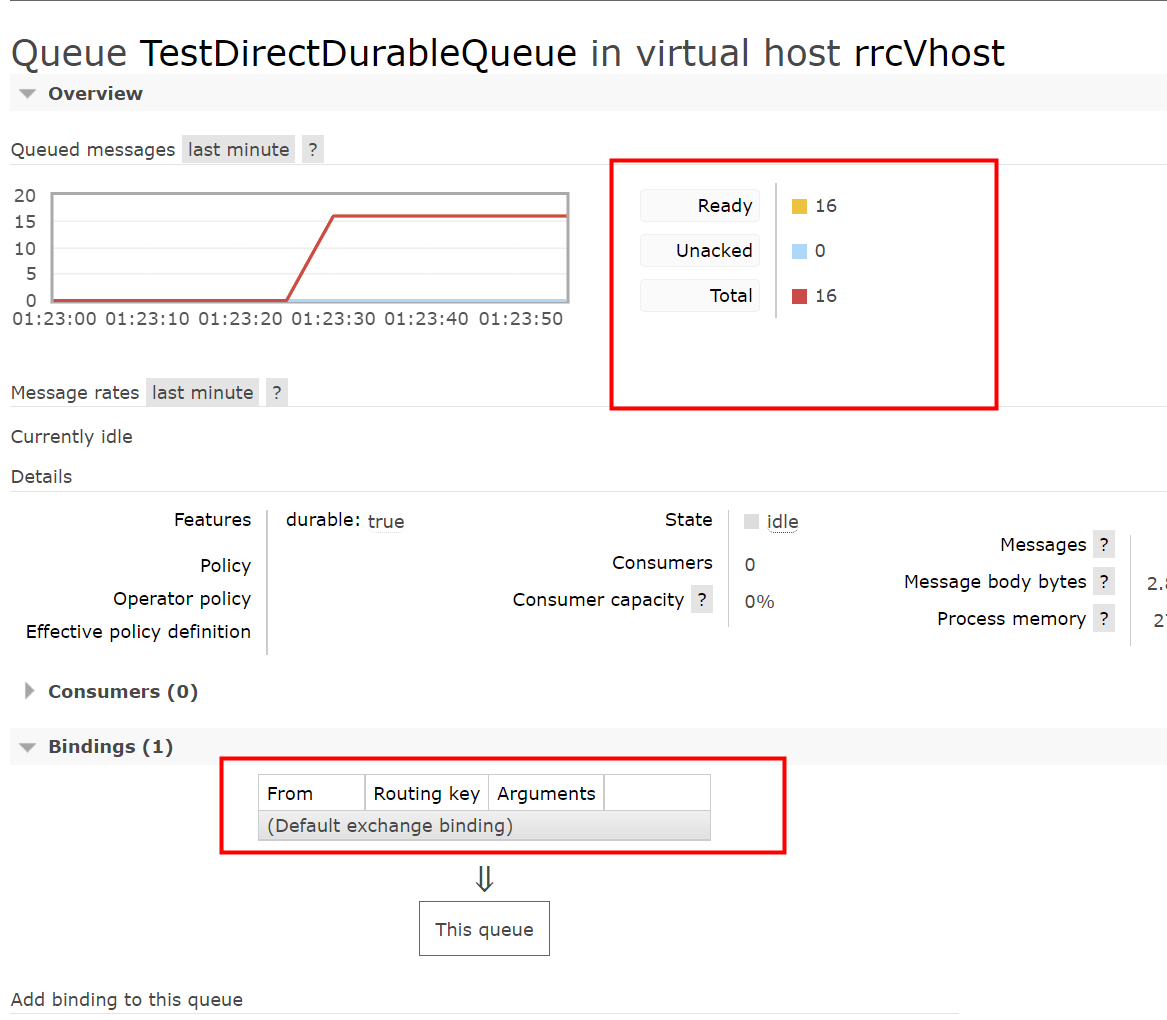 Queue TestDirectDurableQueue in virtual host rrcVhost
Overview
Queued messages last minute ?
20
15
10
5
0
01:23:00 01:23:10 01:23:20 01:23:30 01:23:40 01:23:50
Ready 16
Unacked 0
Total 16
Message rates last minute ?
Currently idle
Details
Features durable: true
Policy
Operator policy
Effective policy definition
State idle
Consumers 0
Consumer capacity ? 0%
Messages ?
Message body bytes ?
Process memory ?
Consumers (0)
Bindings (1)
From Routing key Arguments
(Default exchange binding)
⇓
This queue
Add binding to this queue